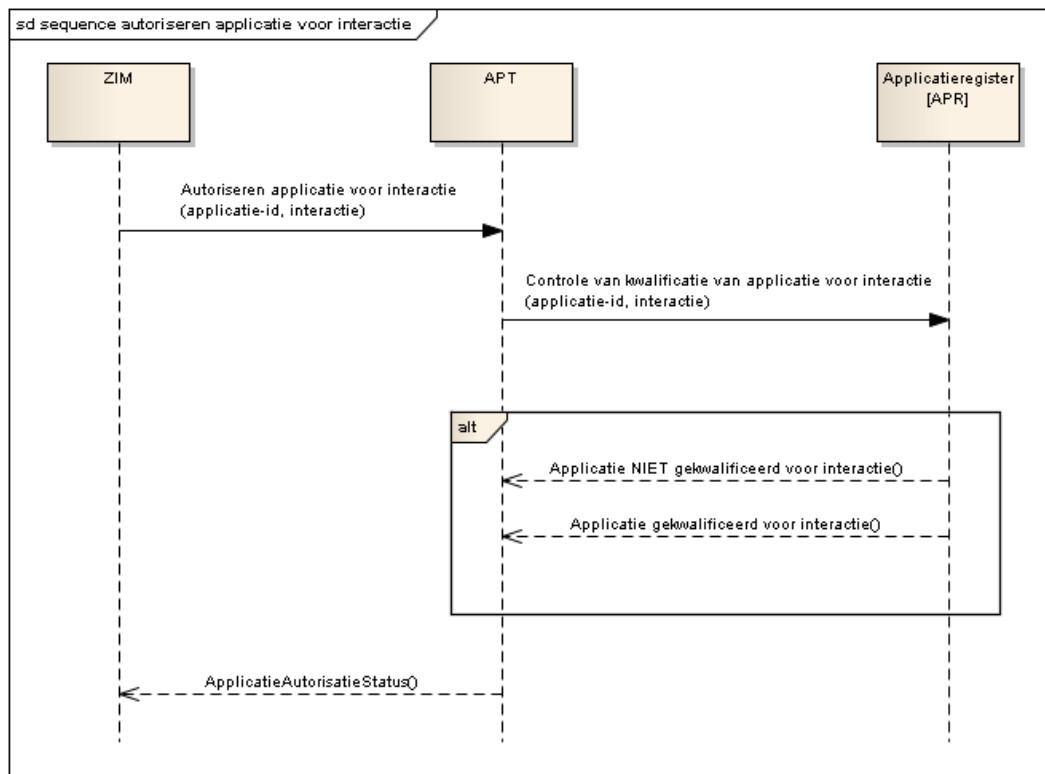 sd sequence autoriseren applicatie voor interactie
ZIM
APT
Applicatieregister
[APR]
Autoriseren applicatie voor interactie
(applicatie-id, interactie)
Controle van kwalificatie van applicatie voor interactie
(applicatie-id, interactie)
alt
Applicatie NIET gekwalificeerd voor interactie()
Applicatie gekwalificeerd voor interactie()
ApplicatieAutorisatieStatus()